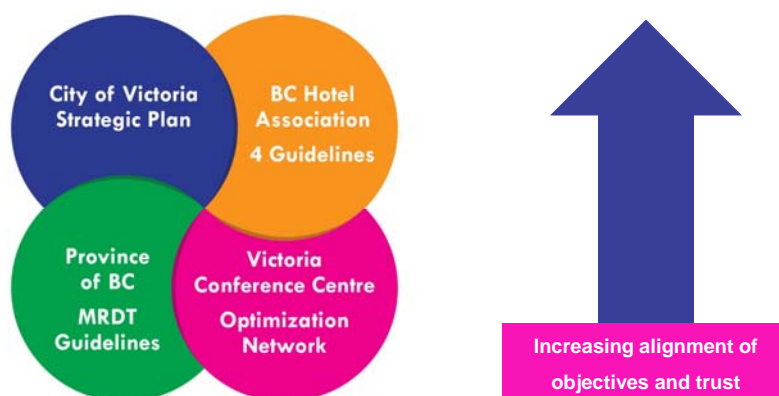 City of Victoria
Strategic Plan
BC Hotel
Association
4 Guidelines
Province
of BC
MRDT
Guidelines
Victoria
Conference Centre
Optimization
Network
Increasing alignment of
objectives and trust